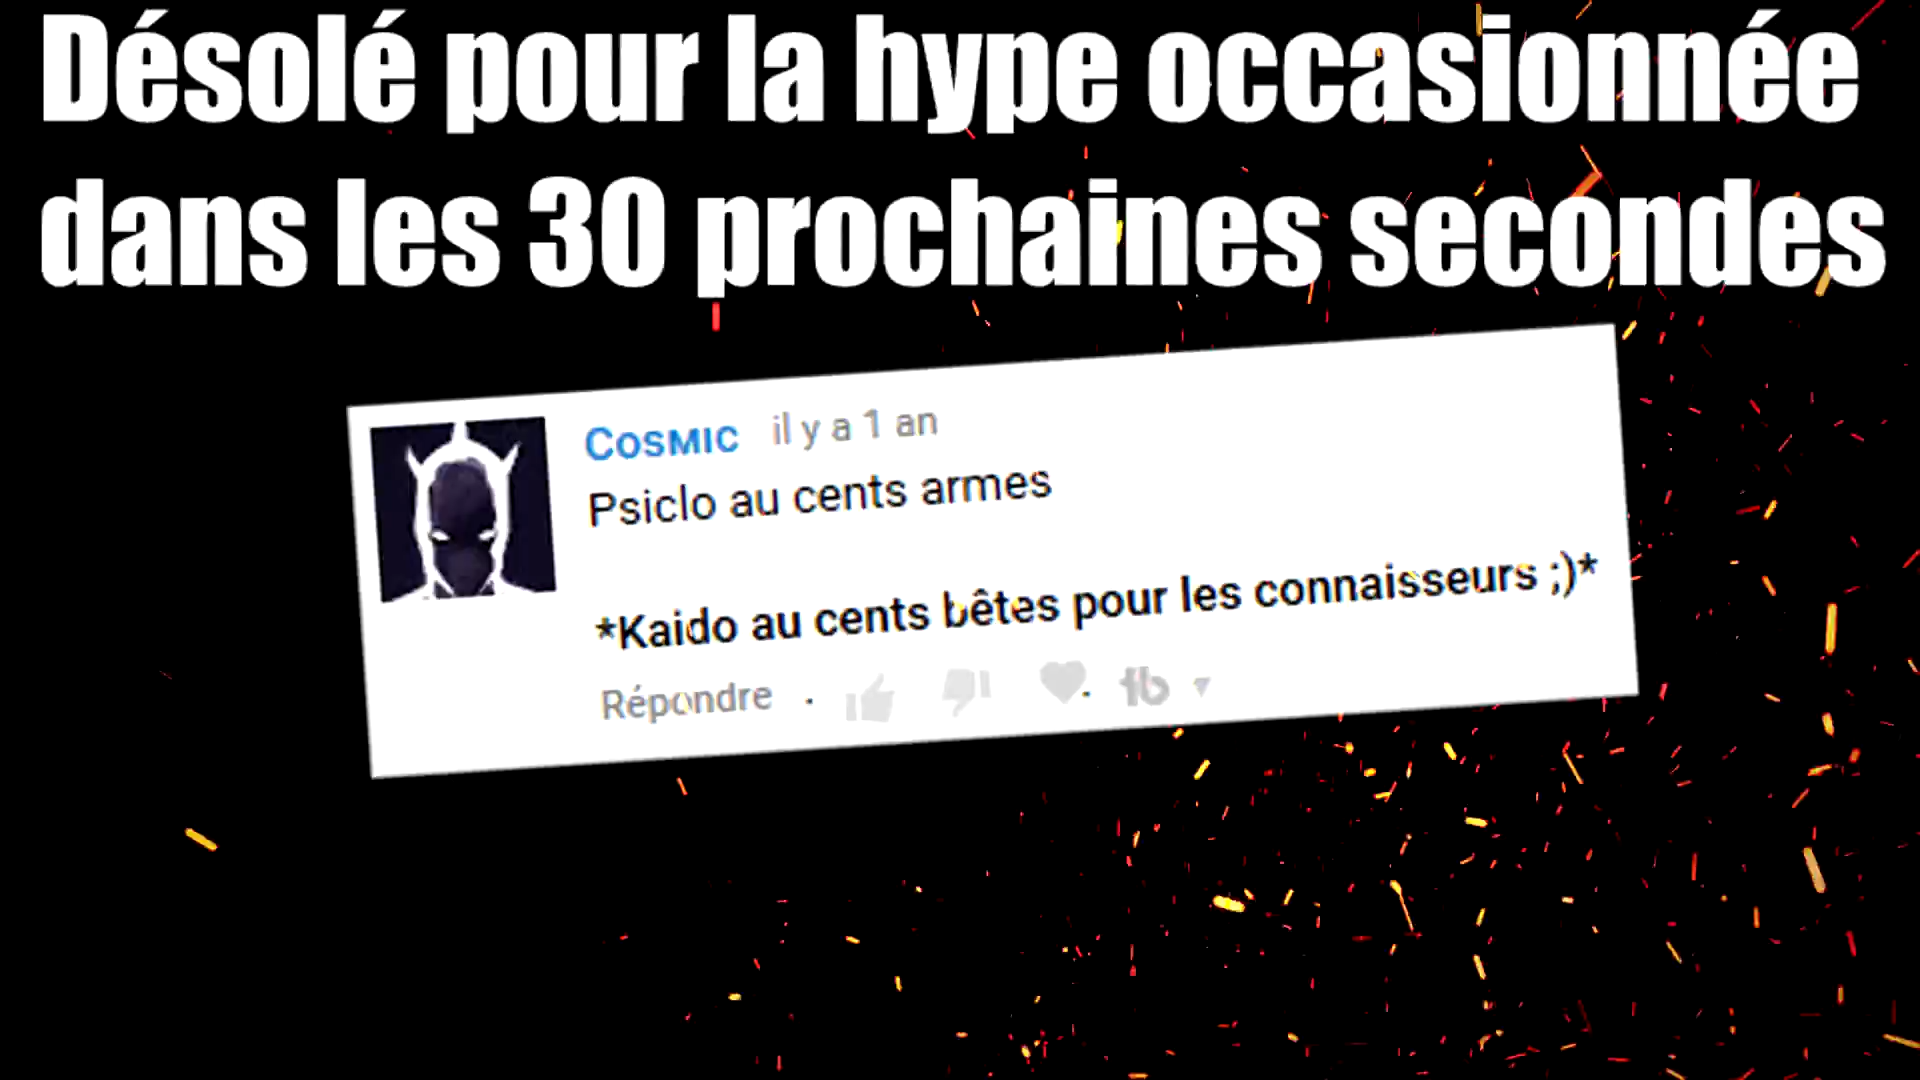 Désolé pour la hype occasionnée
dans les 30 prochaines secondes
Cosmic il y a 1 an
Psiclo au cents armes
*Kaido au cents bêtes pour les connaisseurs ;)*
Répondre